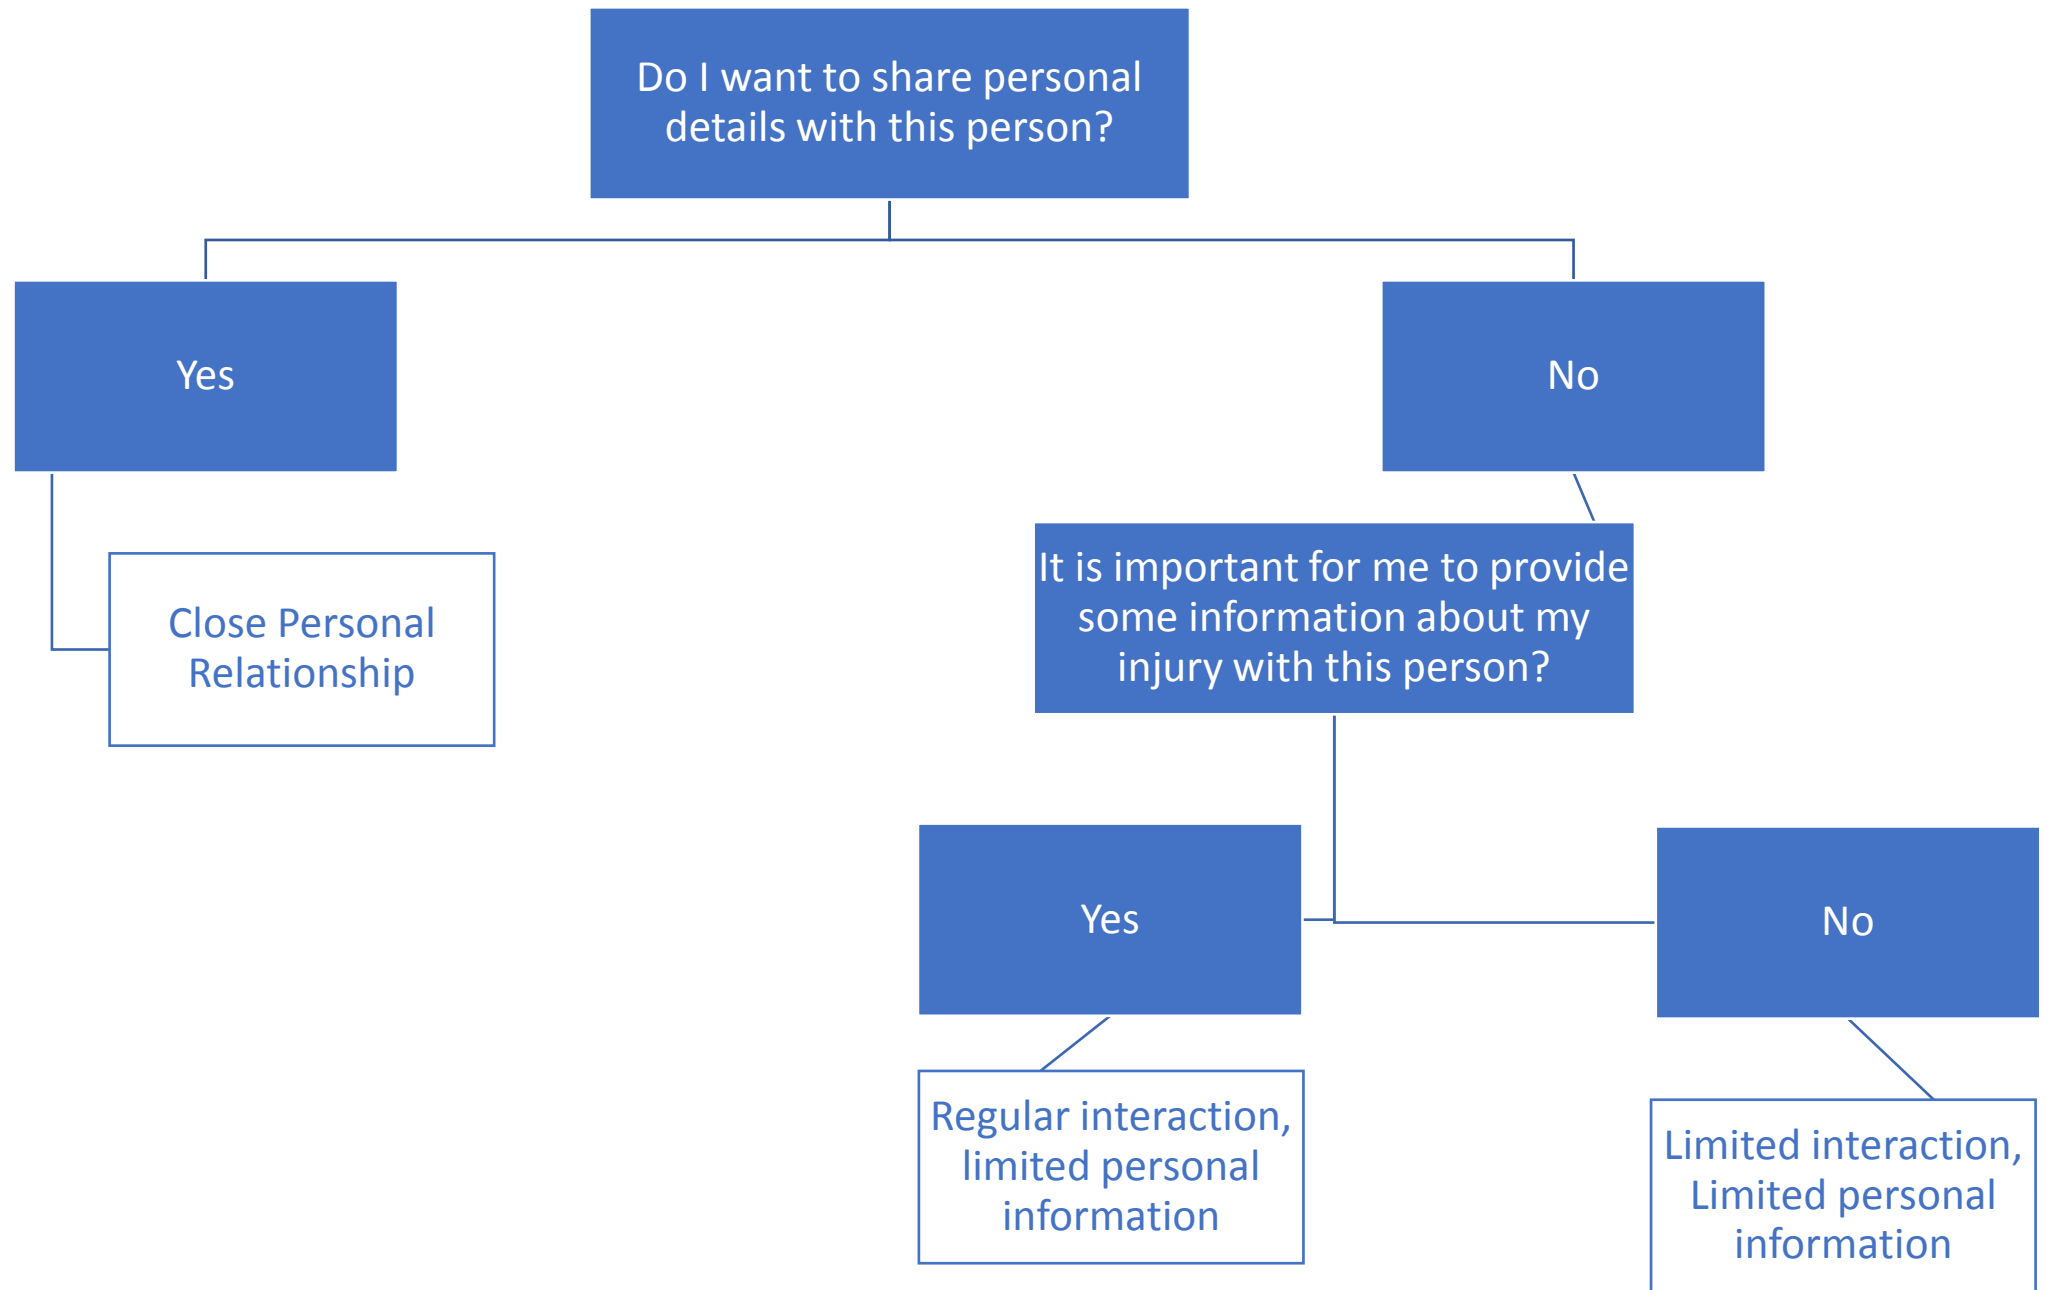 Do I want to share personal
details with this person?
Yes
No
It is important for me to provide
some information about my
injury with this person?
Close Personal
Relationship
Yes
No
Regular interaction,
limited personal
information
Limited interaction,
Limited personal
information